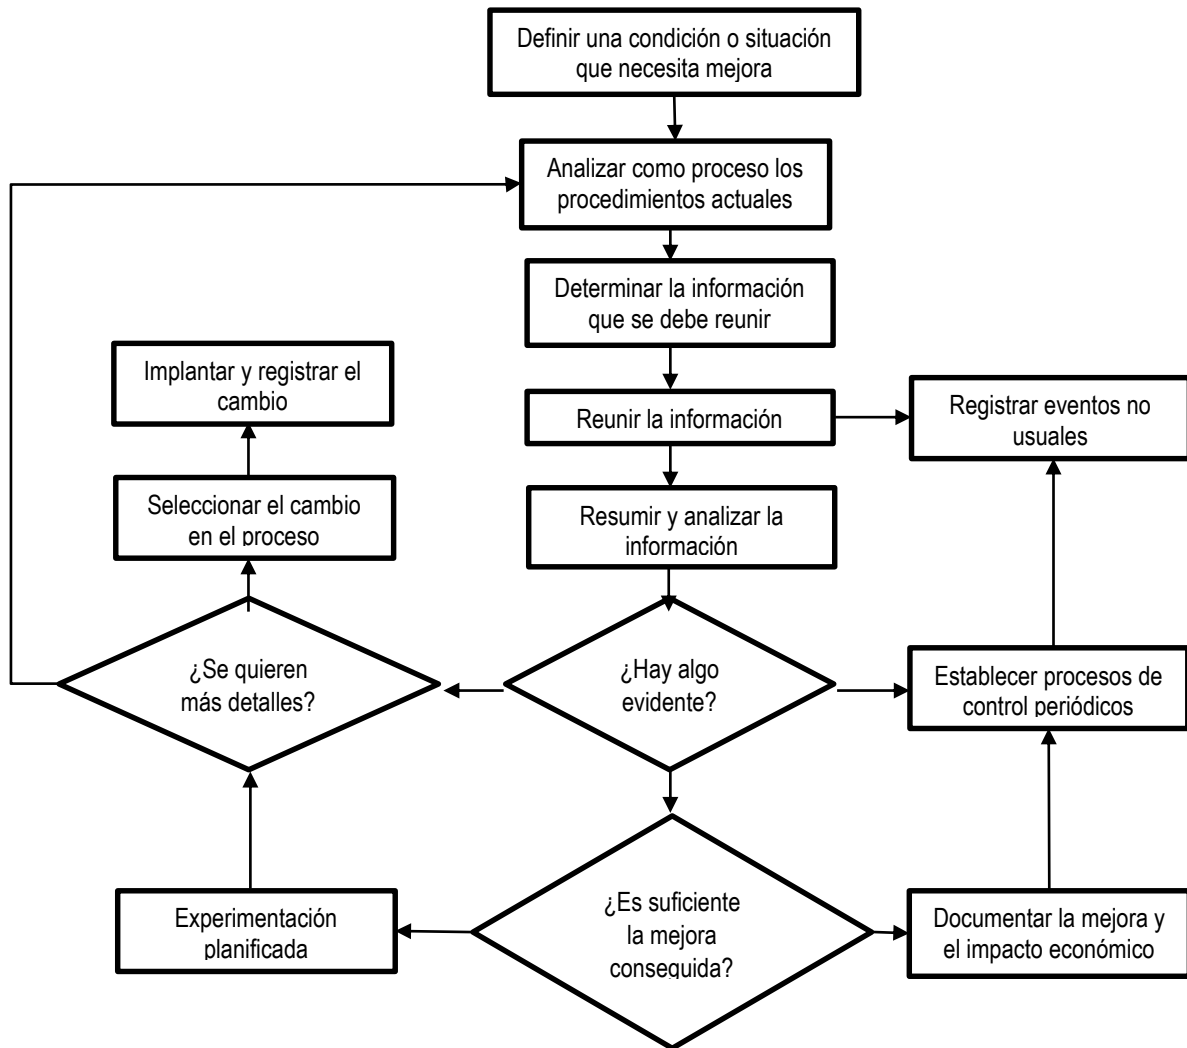 Definir una condición o situación
que necesita mejora
Analizar como proceso los
procedimientos actuales
Determinar la información
que se debe reunir
Implantar y registrar el
cambio
Reunir la información
Registrar eventos no
usuales
Seleccionar el cambio
en el proceso
Resumir y analizar la
información
¿Se quieren
más detalles?
¿Hay algo
evidente?
Establecer procesos de
control periódicos
Experimentación
planificada
¿Es suficiente
la mejora
conseguida?
Documentar la mejora y
el impacto económico